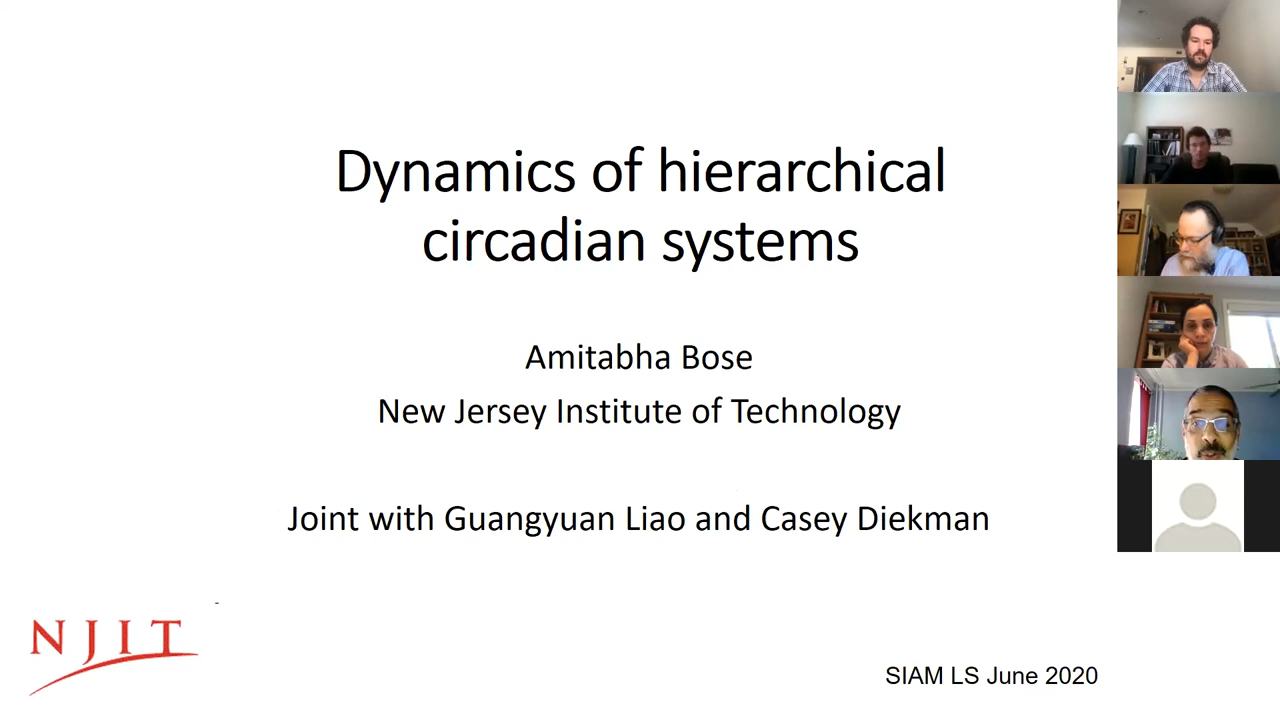 Dynamics of hierarchical
circadian systems
Amitabha Bose
New Jersey Institute of Technology
Joint with Guangyuan Liao and Casey Diekman
NJIT
SIAM LS June 2020